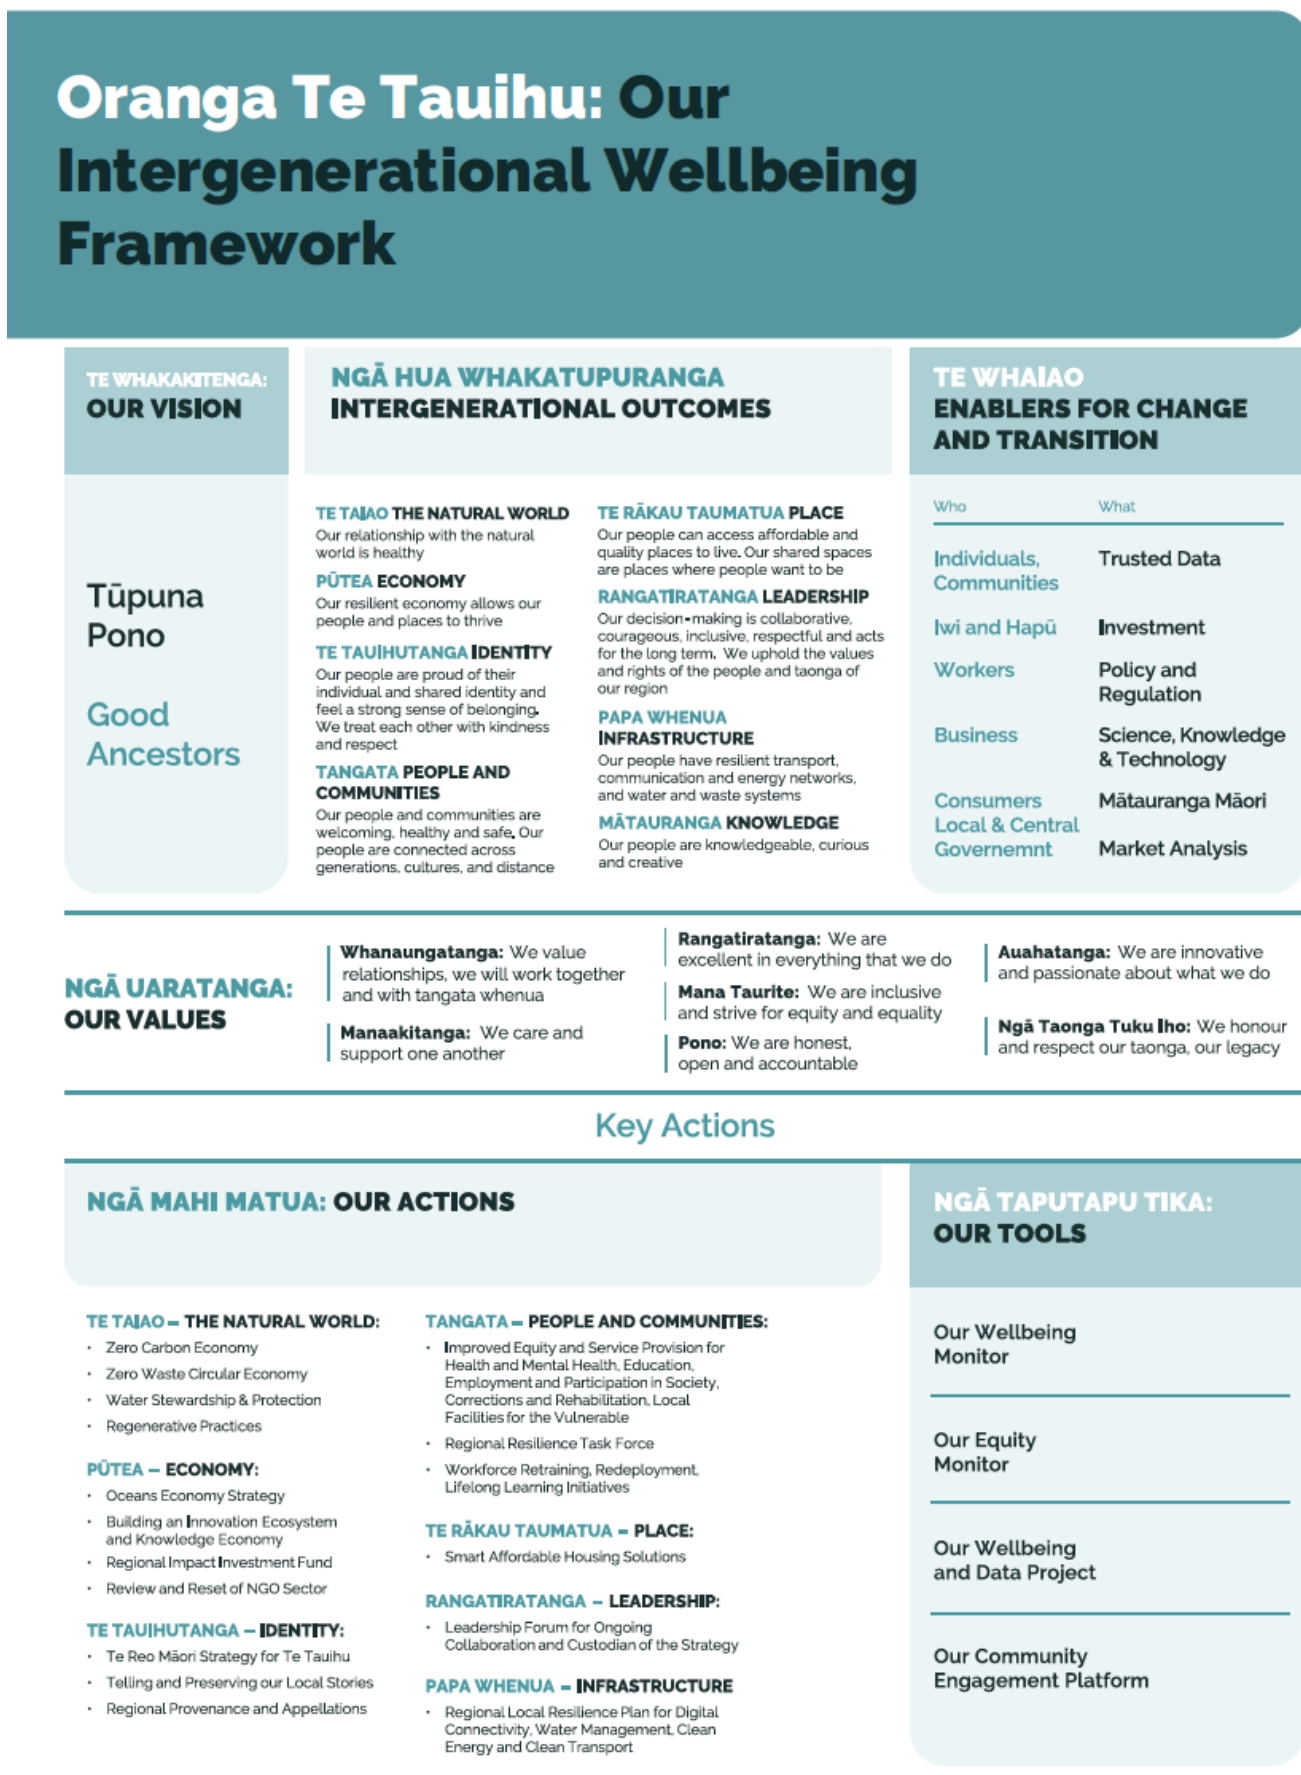 Oranga Te Tauihu: Our
Intergenerational Wellbeing
Framework
TE WHAKAKITENGA:
OUR VISION
Tūpuna
Pono
Good
Ancestors
NGĀ HUA WHAKATUPURANGA
INTERGENERATIONAL OUTCOMES
TE TAIAO THE NATURAL WORLD
Our relationship with the natural
world is healthy
PŪTEA ECONOMY
Our resilient economy allows our
people and places to thrive
TE TAUIHUTANGA IDENTITY
Our people are proud of their
individual and shared identity and
feel a strong sense of belonging.
We treat each other with kindness
and respect
TANGATA PEOPLE AND
COMMUNITIES
Our people and communities are
welcoming, healthy and safe. Our
people are connected across
generations, cultures, and distance
TE RĀKAU TAUMATUA PLACE
Our people can access affordable and
quality places to live. Our shared spaces
are places where people want to be
RANGATIRATANGA LEADERSHIP
Our decision-making is collaborative,
courageous, inclusive, respectful and acts
for the long term. We uphold the values
and rights of the people and taonga of
our region
PAPA WHENUA
INFRASTRUCTURE
Our people have resilient transport,
communication and energy networks,
and water and waste systems
MĀTAURANGA KNOWLEDGE
Our people are knowledgeable, curious
and creative
TE WHAIAO
ENABLERS FOR CHANGE
AND TRANSITION
Who What
Individuals, Trusted Data
Communities
Iwi and Hapū Investment
Workers Policy and
Regulation
Business Science, Knowledge
& Technology
Consumers Mātauranga Māori
Local & Central
Governemnt Market Analysis
NGĀ UARATANGA:
OUR VALUES
Whanaungatanga: We value
relationships, we will work together
and with tangata whenua
Manaakitanga: We care and
support one another
Rangatiratanga: We are
excellent in everything that we do
Mana Taurite: We are inclusive
and strive for equity and equality
Pono: We are honest,
open and accountable
Auahatanga: We are innovative
and passionate about what we do
Ngā Taonga Tuku Iho: We honour
and respect our taonga, our legacy
Key Actions
NGĀ MAHI MATUA: OUR ACTIONS
TE TAIAO – THE NATURAL WORLD:
• Zero Carbon Economy
• Zero Waste Circular Economy
• Water Stewardship & Protection
• Regenerative Practices
PŪTEA – ECONOMY:
• Oceans Economy Strategy
• Building an Innovation Ecosystem
and Knowledge Economy
• Regional Impact Investment Fund
• Review and Reset of NGO Sector
TE TAUIHUTANGA – IDENTITY:
• Te Reo Māori Strategy for Te Tauihu
• Telling and Preserving our Local Stories
• Regional Provenance and Appellations
TANGATA – PEOPLE AND COMMUNITIES:
• Improved Equity and Service Provision for
Health and Mental Health, Education,
Employment and Participation in Society,
Corrections and Rehabilitation, Local
Facilities for the Vulnerable
• Regional Resilience Task Force
• Workforce Retraining, Redeployment,
Lifelong Learning Initiatives
TE RĀKAU TAUMATUA – PLACE:
• Smart Affordable Housing Solutions
RANGATIRATANGA – LEADERSHIP:
• Leadership Forum for Ongoing
Collaboration and Custodian of the Strategy
PAPA WHENUA – INFRASTRUCTURE
• Regional Local Resilience Plan for Digital
Connectivity, Water Management, Clean
Energy and Clean Transport
NGĀ TAPUTAPU TIKA:
OUR TOOLS
Our Wellbeing
Monitor
Our Equity
Monitor
Our Wellbeing
and Data Project
Our Community
Engagement Platform